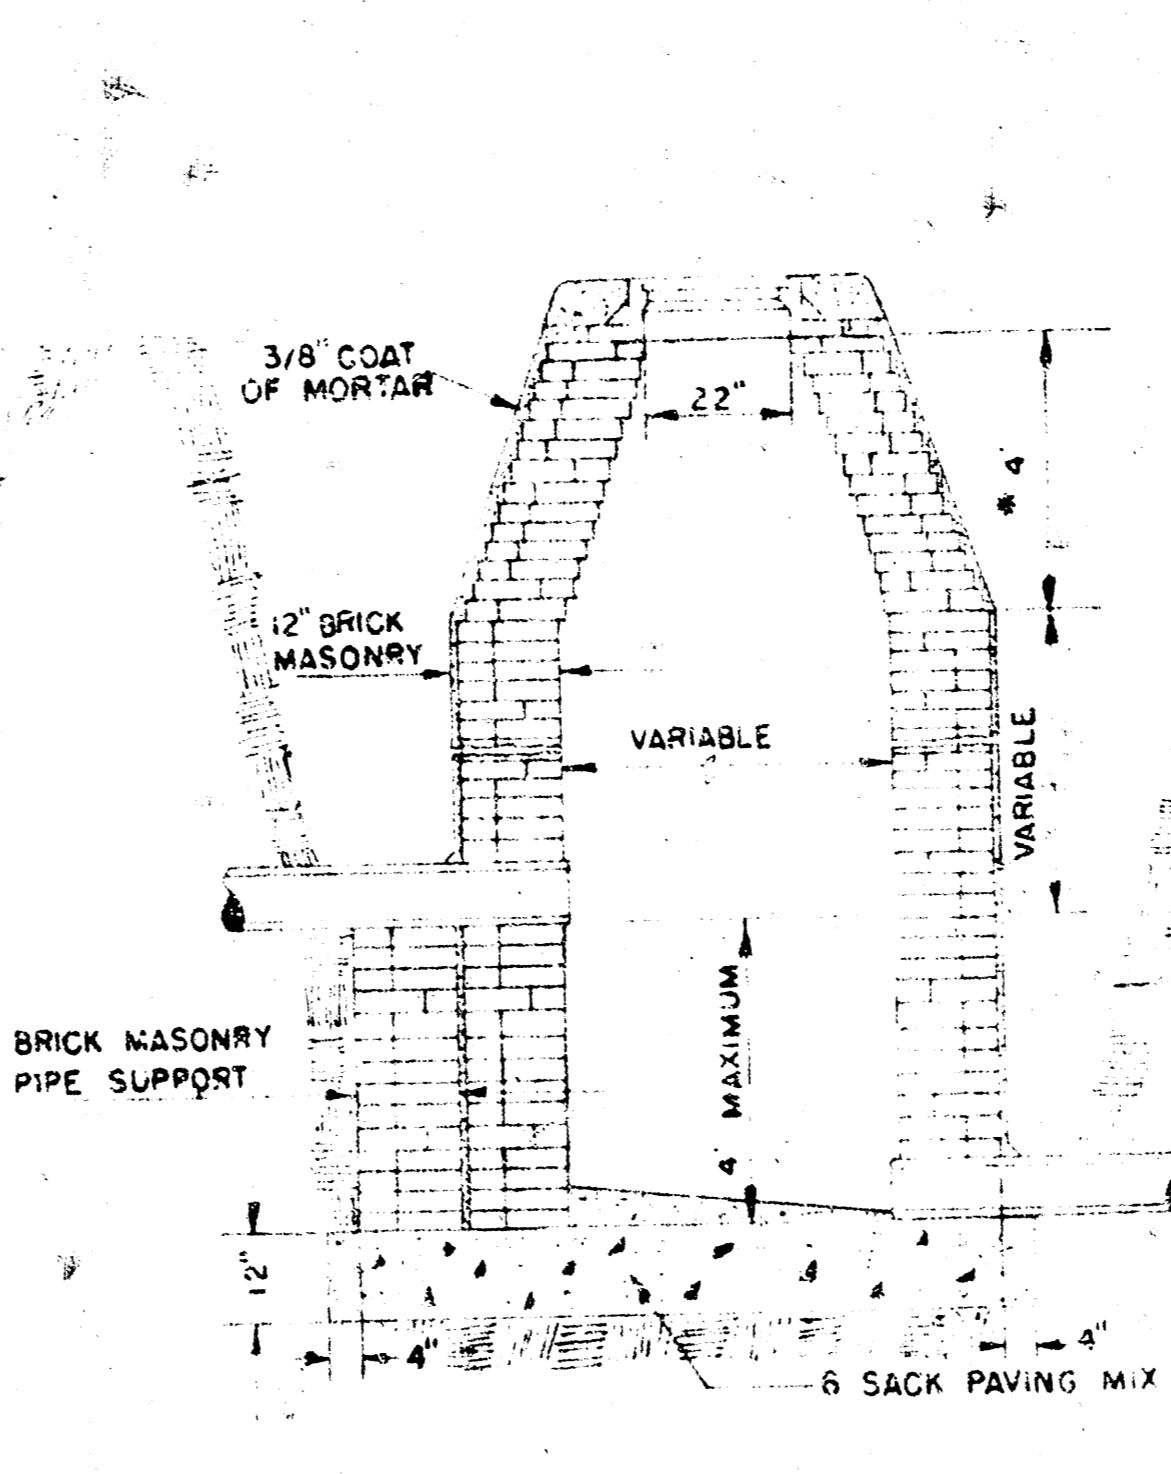 3/8" COAT
OF MORTAR
22"
* 4'
12" BRICK
MASONRY
VARIABLE
VARIABLE
BRICK MASONRY
PIPE SUPPORT
4' MAXIMUM
12"
4"
4"
6 SACK PAVING MIX